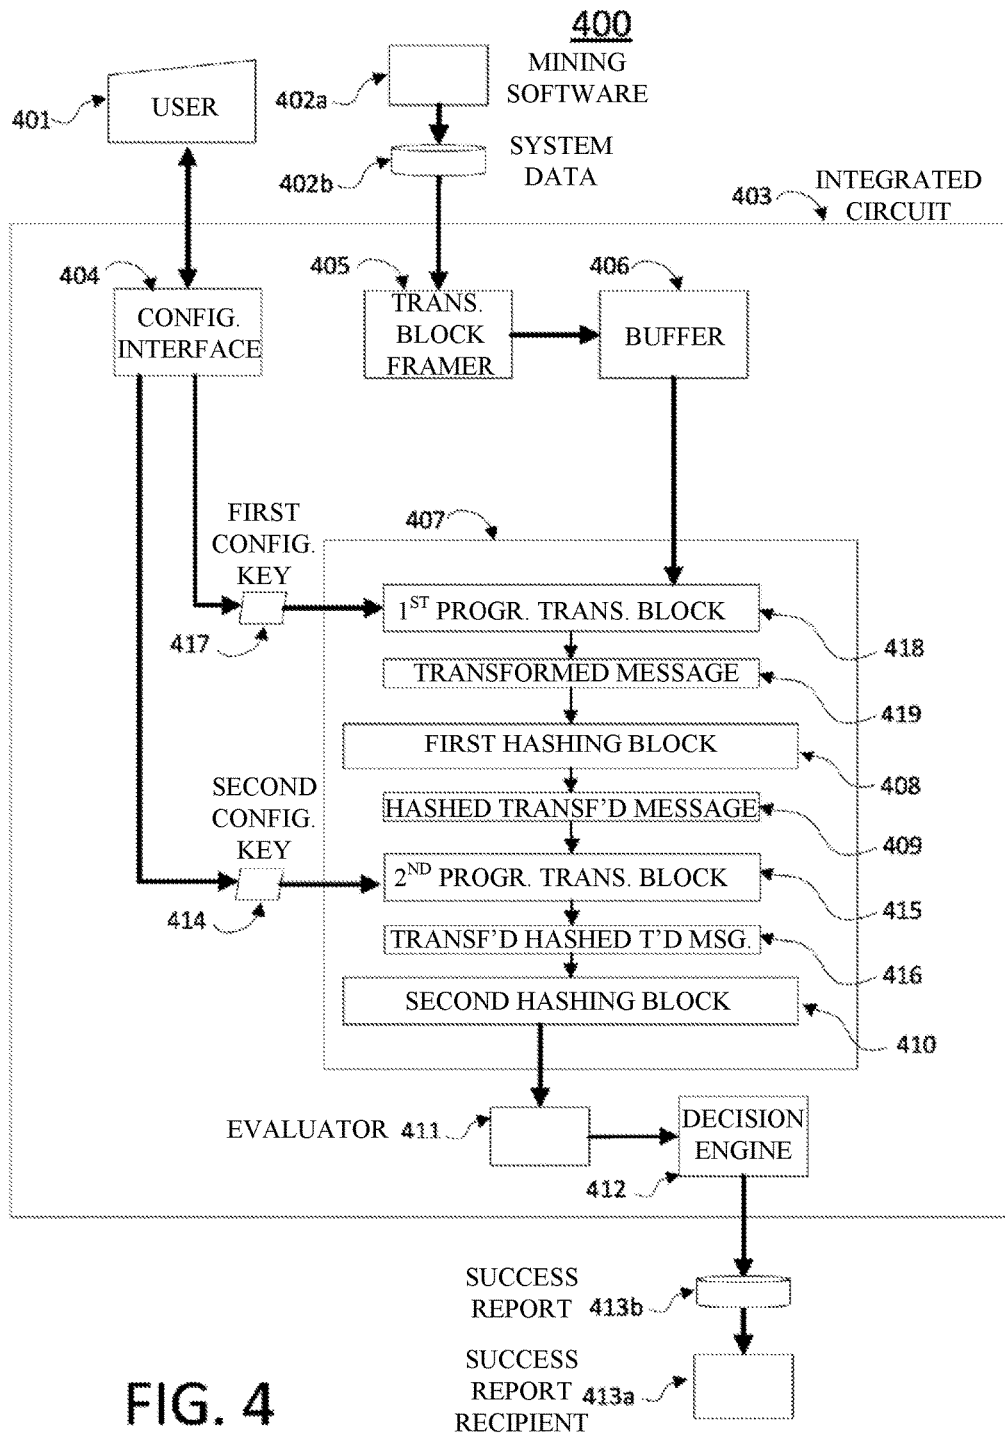 400
MINING
SOFTWARE
402a
USER
401
SYSTEM
DATA
402b
INTEGRATED
CIRCUIT
403
404
405
406
CONFIG.
INTERFACE
TRANS.
BLOCK
FRAMER
BUFFER
FIRST
CONFIG.
KEY
407
417
1ST PROGR. TRANS. BLOCK
418
TRANSFORMED MESSAGE
419
FIRST HASHING BLOCK
408
SECOND
CONFIG.
KEY
HASHED TRANSF'D MESSAGE
409
2ND PROGR. TRANS. BLOCK
415
414
TRANSF'D HASHED T'D MSG.
416
SECOND HASHING BLOCK
410
EVALUATOR 411
DECISION
ENGINE
412
SUCCESS
REPORT 413b
SUCCESS
REPORT
RECIPIENT
413a
FIG. 4